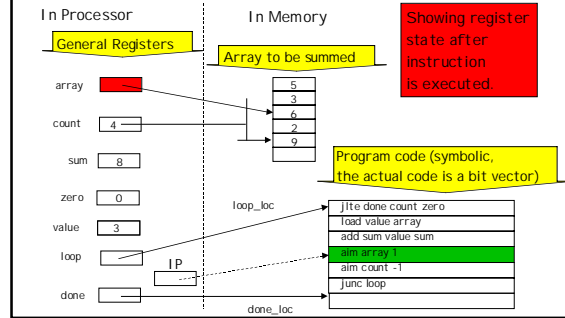 In Processor
In Memory
Showing register
state after
instruction
is executed.
General Registers
Array to be summed
array
count
4
sum
8
zero
0
value
3
loop
IP
done
5
3
6
2
9
Program code (symbolic,
the actual code is a bit vector)
loop_loc
jlte done count zero
load value array
add sum value sum
aim array 1
aim count -1
junc loop
done_loc